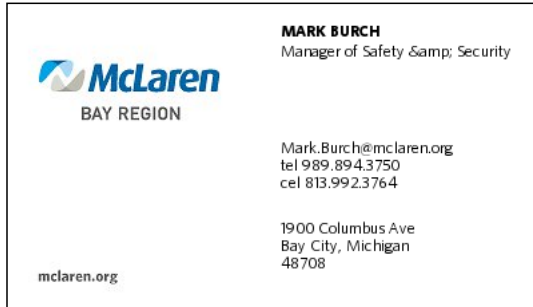 McLaren
BAY REGION
mclaren.org
MARK BURCH
Manager of Safety &amp; Security
Mark.Burch@mclaren.org
tel 989.894.3750
cel 813.992.3764
1900 Columbus Ave
Bay City, Michigan
48708